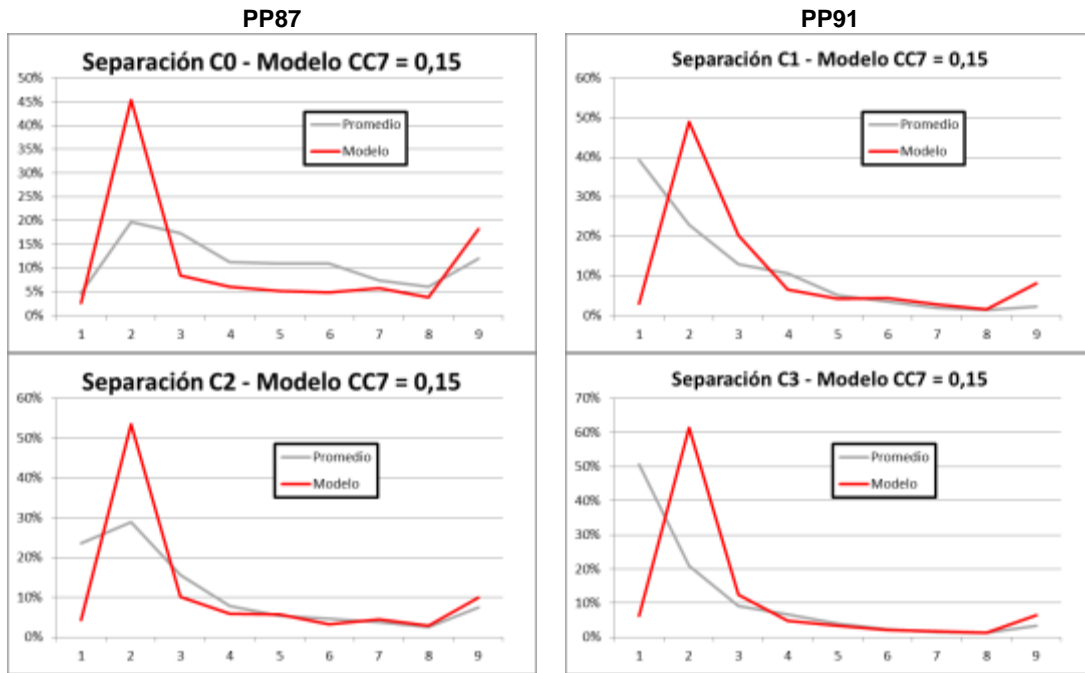 PP87
PP91
Separación C0 - Modelo CC7 = 0,15
50%
45%
40%
35%
30%
25%
20%
15%
10%
5%
0%
Promedio
Modelo
1 2 3 4 5 6 7 8 9
Separación C1 - Modelo CC7 = 0,15
60%
50%
40%
30%
20%
10%
0%
Promedio
Modelo
1 2 3 4 5 6 7 8 9
Separación C2 - Modelo CC7 = 0,15
60%
50%
40%
30%
20%
10%
0%
Promedio
Modelo
1 2 3 4 5 6 7 8 9
Separación C3 - Modelo CC7 = 0,15
70%
60%
50%
40%
30%
20%
10%
0%
Promedio
Modelo
1 2 3 4 5 6 7 8 9